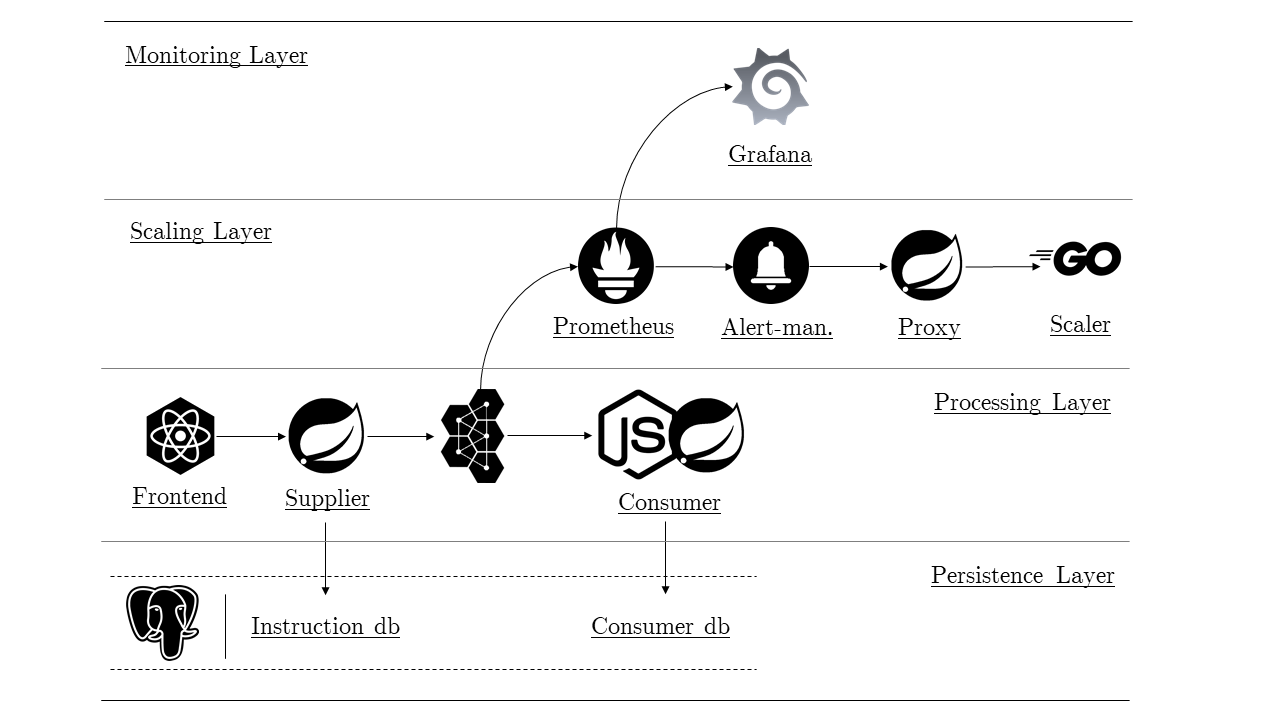 Monitoring Layer
Grafana
Scaling Layer
GO
Prometheus
Alert-man.
Proxy
Scaler
Processing Layer
JS
Frontend
Supplier
Consumer
Persistence Layer
Instruction db
Consumer db